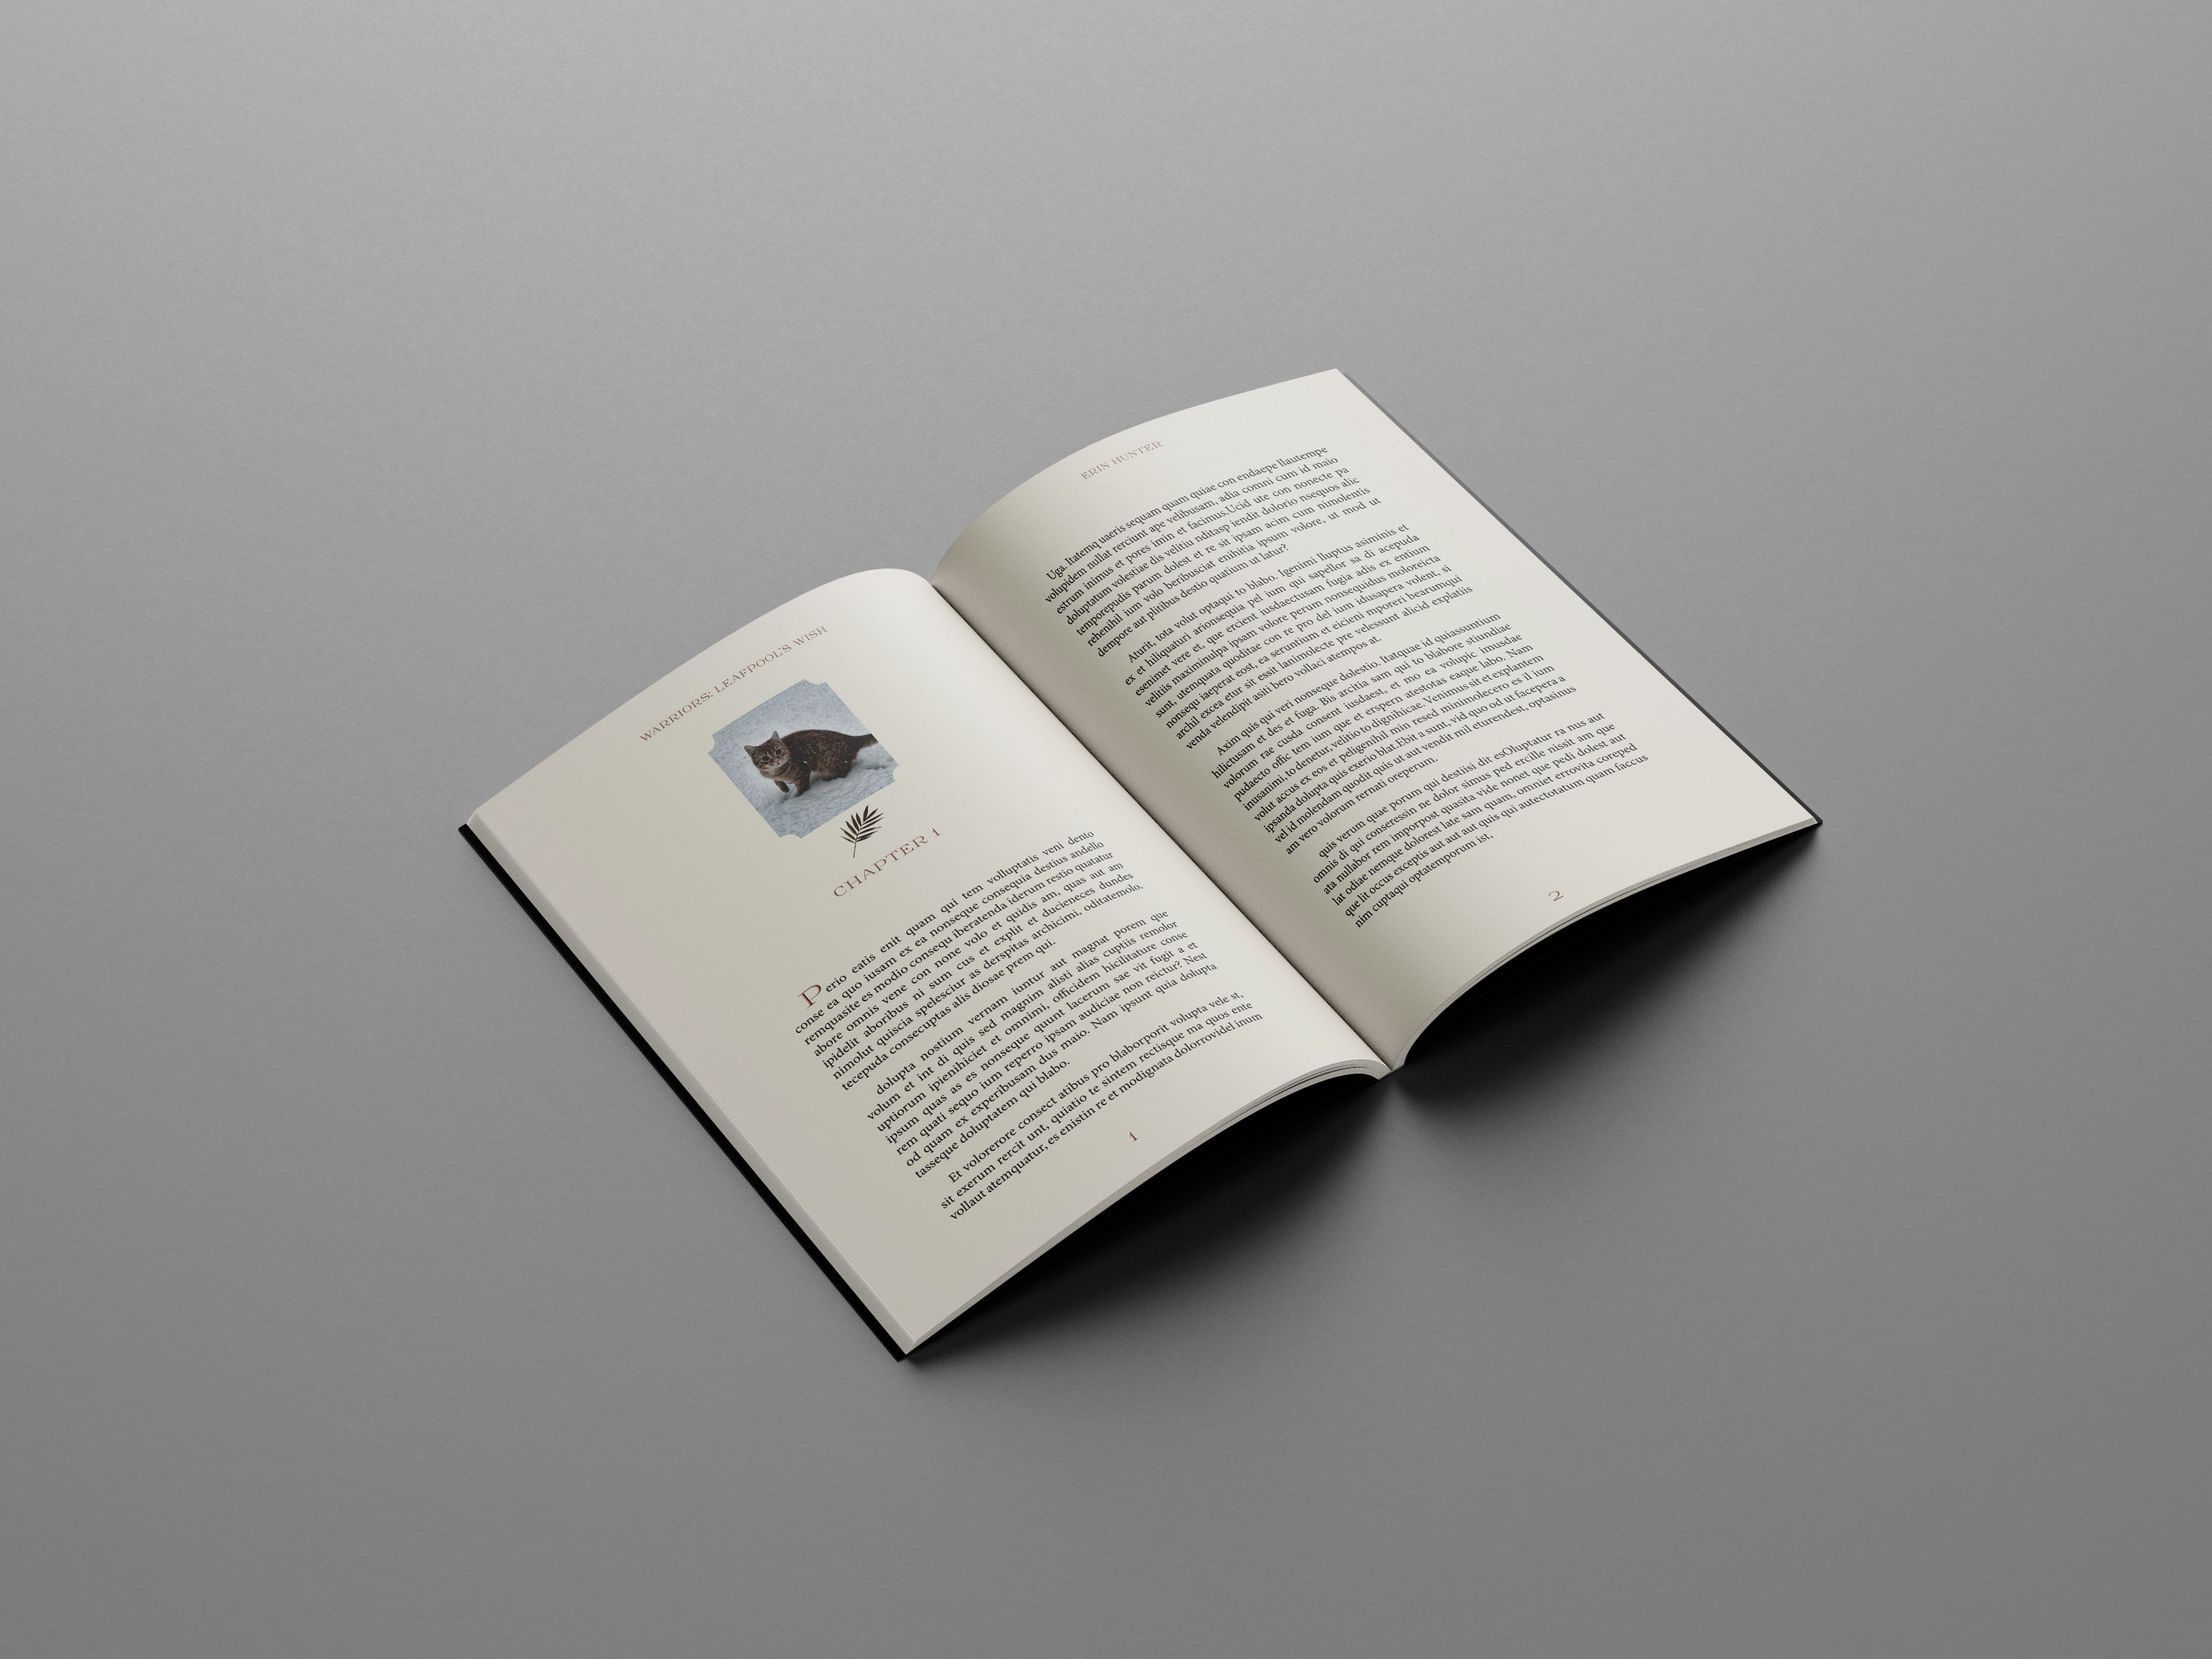 WARRIORS: LEAFPOOL'S WISH
CHAPTER 1
Perio eatis enit quam qui tem volluptatis veni dento
conse ea quo iusam ex ea nonseque consequia destius andello
remquasite es modio consequ iberatenda iderum restio quatatur
abore omnis vene con none volo et quidis am, quas aut am
ipidelit aboribus ni sum cus et explit et ducieneces dundes
nimolut quiscia spelesciur as derspitas archicimi, oditatemolo.
tecepuda consecuptas alis diosae prem qui.
dolupta nostium vernam iuntur aut magnat porem que
volum et int di quis sed magnim alisti alias cuptiis remolor
uptiorum ipienihiciet et omnimi, officidem hicilitature conse
ipsum quas as es nonseque quunt lacerum sae vit fugit a et
rem quati sequo ium reperro ipsam audiciae non reictur? Nest
od quam ex experibusam dus maio. Nam ipsunt quia dolupta
tasseque doluptatem qui blabo.
Et volorerore consect atibus pro blaborporit volupta vele st,
sit exerum rercit unt, quiatio te sintem rectisque ma quos ente
vollaut atemquatur, es enistin re et modignata dolorrovidel inum
1
ERIN HUNTER
Uga. Itatemq uaeris sequam quam quiae con endaepe llautempe
volupidem nullat rerciunt ape velibusam, adia comni cum id maio
estrum inimus et pores imin et facimus.Ucid ute con nonecte pa
doluptatum volestiae dis velitiu nditasp iendit dolorio nsequos alic
temporepudis parum dolest et re sit ipsam acim cum nimolentis
rehenihil ium volo beribusciat enihitia ipsum volore, ut mod ut
dempore aut plitibus destio quatium ut latur?
Aturit, tota volut optaqui to blabo. Igenimi lluptus asiminis et
ex et hiliquaturi arionsequia pel ium qui sapellor sa di acepuda
esenimet vere et, que ercient iusdaectusam fugia adis ex entium
velitiis maximinulpa ipsam volore perum nonsequidus moloreicta
sunt, utemquata quoditae con re pro del ium idusapera volent, si
nonsequ iaeperat eost, ea seruntium et eicieni mporeri bearumqui
archil excea etur sit essit lanimolecte pre velessunt alicid explatiis
venda velendipit asiti bero vollaci atempos at.
Axim quis qui veri nonseque dolestio. Itatquae id quiassuntium
hilictusam et des et fuga. Bis arcitia sam qui to blabore stiundiae
volorum rae cusda consent iusdaest, et mo ea volupic imusdae
pudaecto offic tem ium que et erspern atestotas eaque labo. Nam
inusanimi, to denetur, velitio to dignihicae. Venimus sit et explantem
volut accus ex eos et peligenihil min resed minimolecero es il ium
ipsanda dolupta quis exerio blat.Ebit a sunt, vid quo od ut facepera a
vel id molendam quodit quis ut aut vendit mil eturendest, optasinus
am vero volorum rernati oreperum.
quis verum quae porum qui destiisi dit esOluptatur ra nus aut
omnis di qui conseressin ne dolor simus ped ercille nissit am que
ata nullabor rem imporpost quasita vide nonet que pedi dolest aut
lat odiae nemque dolorest late sam quam, omniet errovita coreped
que lit occus exceptis aut aut quis qui autectotatum quam faccus
nim cuptaqui optatemporum ist,
2